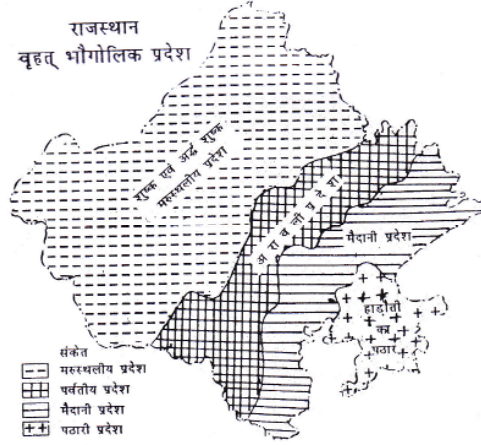 राजस्थान
वृहत् भौगोलिक प्रदेश
शुष्क एवं अर्द्ध शुष्क
मरुस्थलीय प्रदेश
अरावली प्रदेश
मैदानी प्रदेश
हाड़ौती
का
पठार
संकेत
मरुस्थलीय प्रदेश
पर्वतीय प्रदेश
मैदानी प्रदेश
पठारी प्रदेश